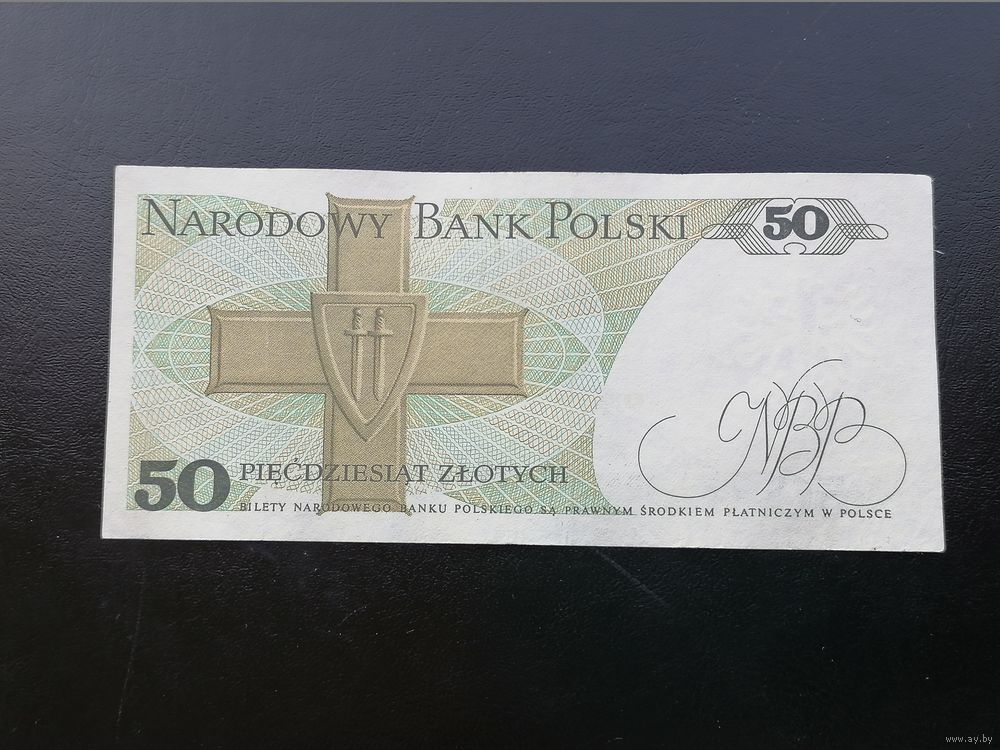 NARODOWY BANK POLSKI 50
NBP
50 PIĘĆDZIESIĄT ZŁOTYCH
BILETY NARODOWEGO BANKU POLSKIEGO SĄ PRAWNYM ŚRODKIEM PŁATNICZYM W POLSCE
www.ay.by